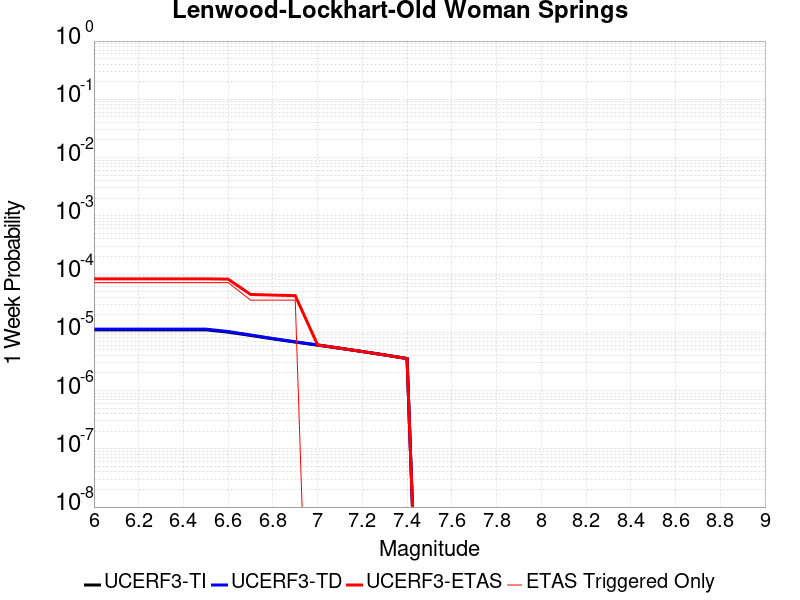 Lenwood-Lockhart-Old Woman Springs
10^0
10^-1
10^-2
10^-3
10^-4
10^-5
10^-6
10^-7
10^-8
1 Week Probability
6 6.2 6.4 6.6 6.8 7 7.2 7.4 7.6 7.8 8 8.2 8.4 8.6 8.8 9
Magnitude
UCERF3-TI UCERF3-TD UCERF3-ETAS ETAS Triggered Only